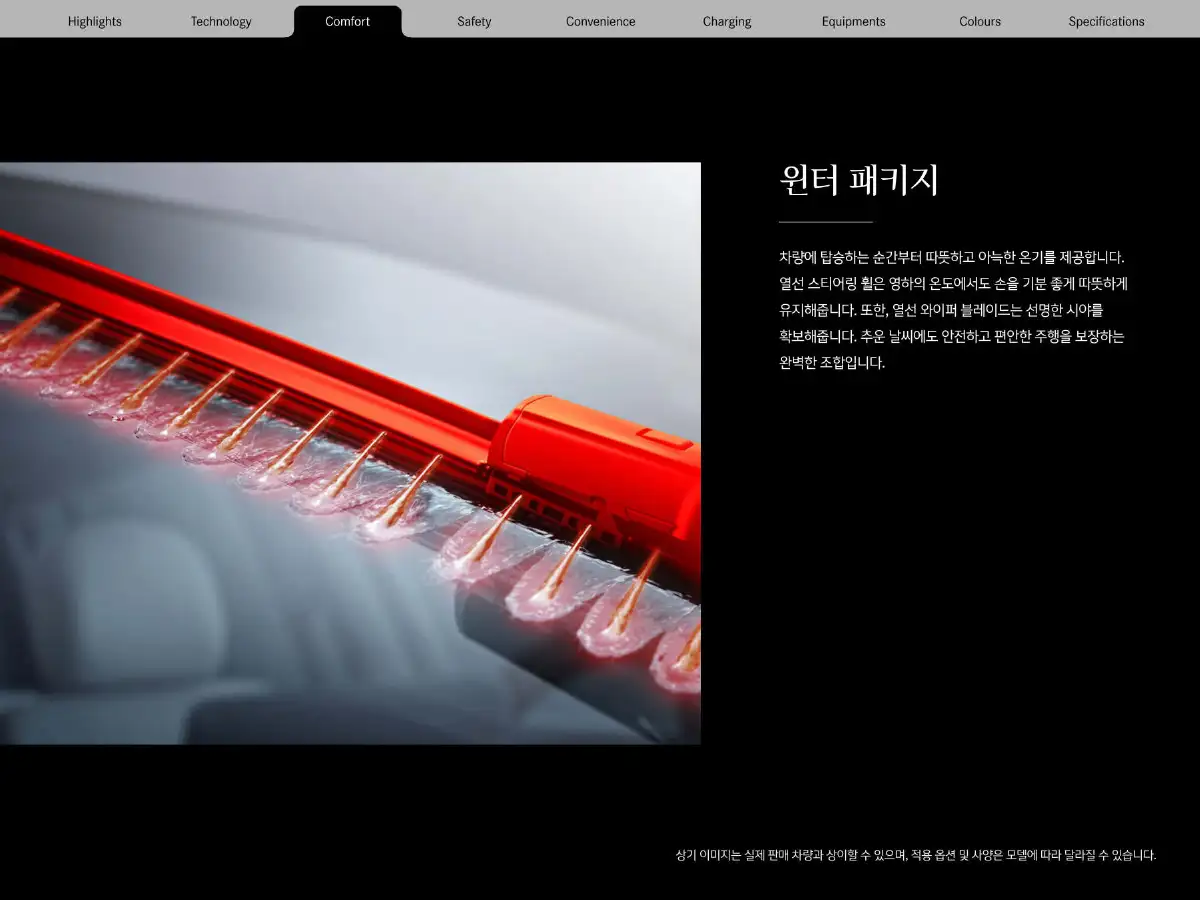 Highlights
Technology
Comfort
Safety
Convenience
Charging
Equipments
Colours
Specifications
윈터 패키지
차량에 탑승하는 순간부터 따뜻하고 아늑한 온기를 제공합니다.
열선 스티어링 휠은 영하의 온도에서도 손을 기분 좋게 따뜻하게
유지해줍니다. 또한, 열선 와이퍼 블레이드는 선명한 시야를
확보해줍니다. 추운 날씨에도 안전하고 편안한 주행을 보장하는
완벽한 조합입니다.
상기 이미지는 실제 판매 차량과 상이할 수 있으며, 적용 옵션 및 사양은 모델에 따라 달라질 수 있습니다.